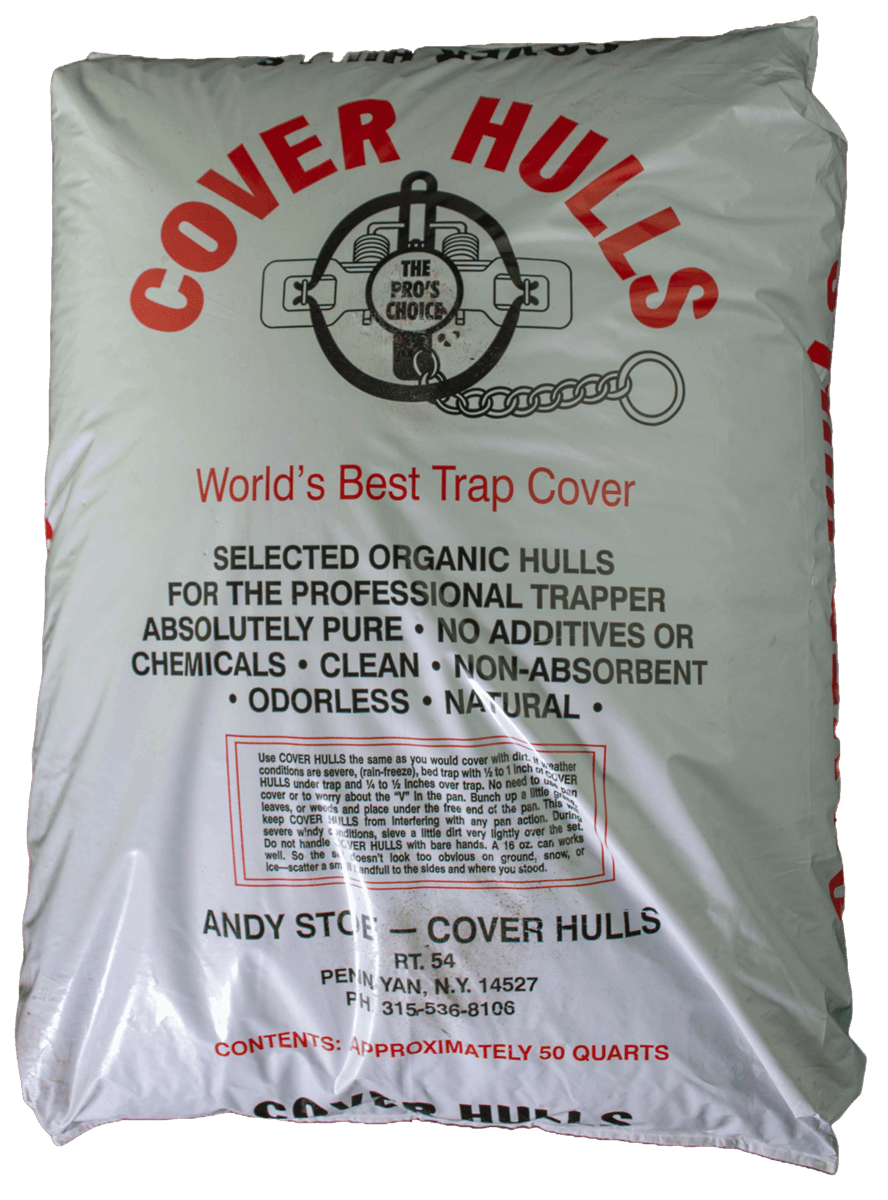 COVER HULLS
COVER HULLS
THE
PRO'S
CHOICE
World's Best Trap Cover
SELECTED ORGANIC HULLS
FOR THE PROFESSIONAL TRAPPER
ABSOLUTELY PURE • NO ADDITIVES OR
CHEMICALS • CLEAN • NON-ABSORBENT
• ODORLESS • NATURAL •
Use COVER HULLS the same as you would cover with dirt. If weather
conditions are severe, (rain-freeze), bed trap with ½ to 1 inch of COVER
HULLS under trap and ¼ to ½ inches over trap. No need to use pan
cover or to worry about the "V" in the pan. Bunch up a little grass,
leaves, or weeds and place under the free end of the pan. This will
keep COVER HULLS from interfering with any pan action. During
severe windy conditions, sieve a little dirt very lightly over the set.
Do not handle COVER HULLS with bare hands. A 16 oz. can works
well. So the set doesn't look too obvious on ground, snow, or
ice—scatter a small handfull to the sides and where you stood.
ANDY STOE — COVER HULLS
RT. 54
PENN YAN, N.Y. 14527
PH. 315-536-8106
CONTENTS: APPROXIMATELY 50 QUARTS
COVER HULLS